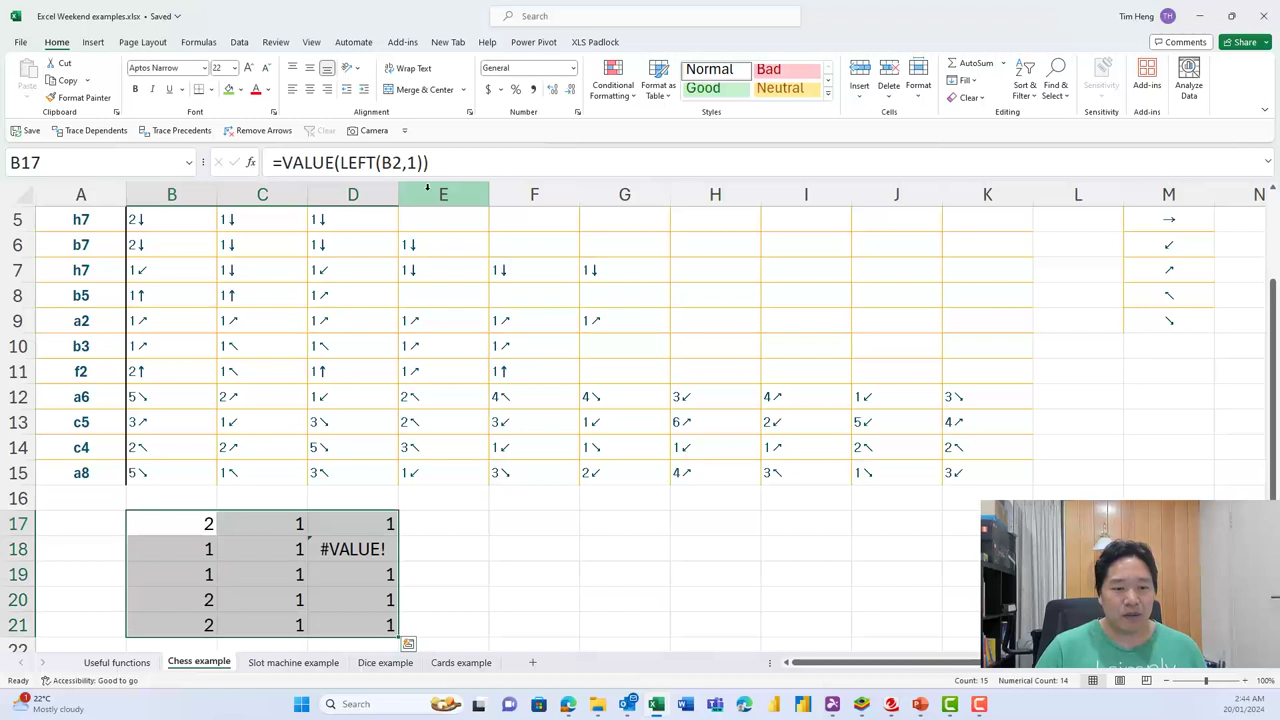 Excel Weekend examples.xlsx • Saved
Search
Tim Heng TH
File Home Insert Page Layout Formulas Data Review View Automate Add-ins New Tab Help Power Pivot XLS Padlock Comments Share
Paste Cut Copy Format Painter Aptos Narrow 22 Wrap Text Merge & Center General Conditional Formatting Format as Table Normal Bad Good Neutral Insert Delete Format AutoSum Fill Clear Sort & Filter Find & Select Sensitivity Add-ins Analyze Data
Clipboard Font Alignment Number Styles Cells Editing Sensitivity Add-ins
Save Trace Dependents Trace Precedents Remove Arrows Clear Camera
B17 fx =VALUE(LEFT(B2,1))
A B C D E F G H I J K L M N
5 h7 2↓ 1↓ 1↓ →
6 b7 2↓ 1↓ 1↓ 1↓ ↙
7 h7 1↙ 1↓ 1↙ 1↓ 1↓ 1↓ ↗
8 b5 1↑ 1↑ 1↗ ↖
9 a2 1↗ 1↗ 1↗ 1↗ 1↗ 1↗ ↘
10 b3 1↗ 1↖ 1↖ 1↗ 1↗
11 f2 2↑ 1↖ 1↑ 1↗ 1↑
12 a6 5↘ 2↗ 1↙ 2↖ 4↖ 4↘ 3↙ 4↗ 1↙ 3↘
13 c5 3↗ 1↙ 3↘ 2↖ 3↙ 1↙ 6↗ 2↙ 5↙ 4↗
14 c4 2↖ 2↗ 5↘ 3↖ 1↙ 1↘ 1↙ 1↗ 2↖ 2↖
15 a8 5↘ 1↖ 3↖ 1↙ 3↘ 2↙ 4↗ 3↖ 1↘ 3↙
16
17 2 1 1
18 1 1 #VALUE!
19 1 1 1
20 2 1 1
21 2 1 1
22
Useful functions Chess example Slot machine example Dice example Cards example
Ready Accessibility: Good to go Count: 15 Numerical Count: 14 100%
22°C
Mostly cloudy
Search
2:44 AM
20/01/2024